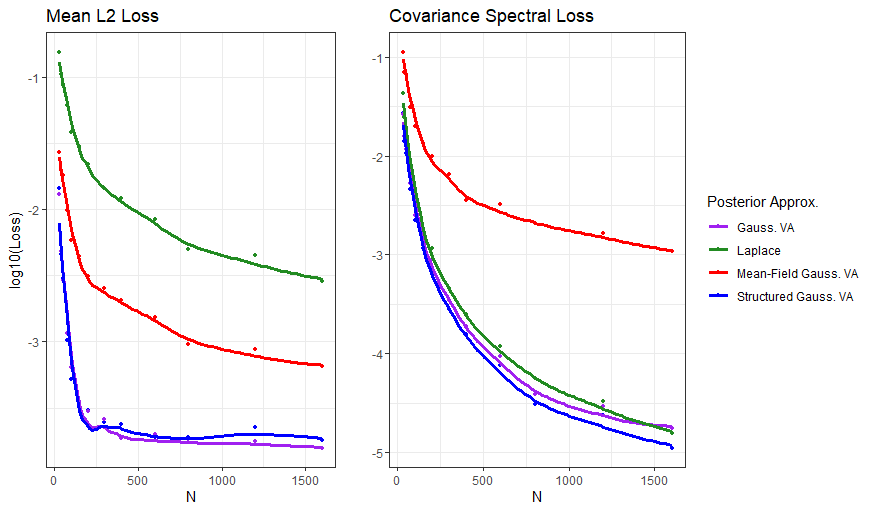 Mean L2 Loss
Covariance Spectral Loss
log10(Loss)
-1
-2
-3
0
500
1000
1500
N
-1
-2
-3
-4
-5
0
500
1000
1500
N
Posterior Approx.
Gauss. VA
Laplace
Mean-Field Gauss. VA
Structured Gauss. VA